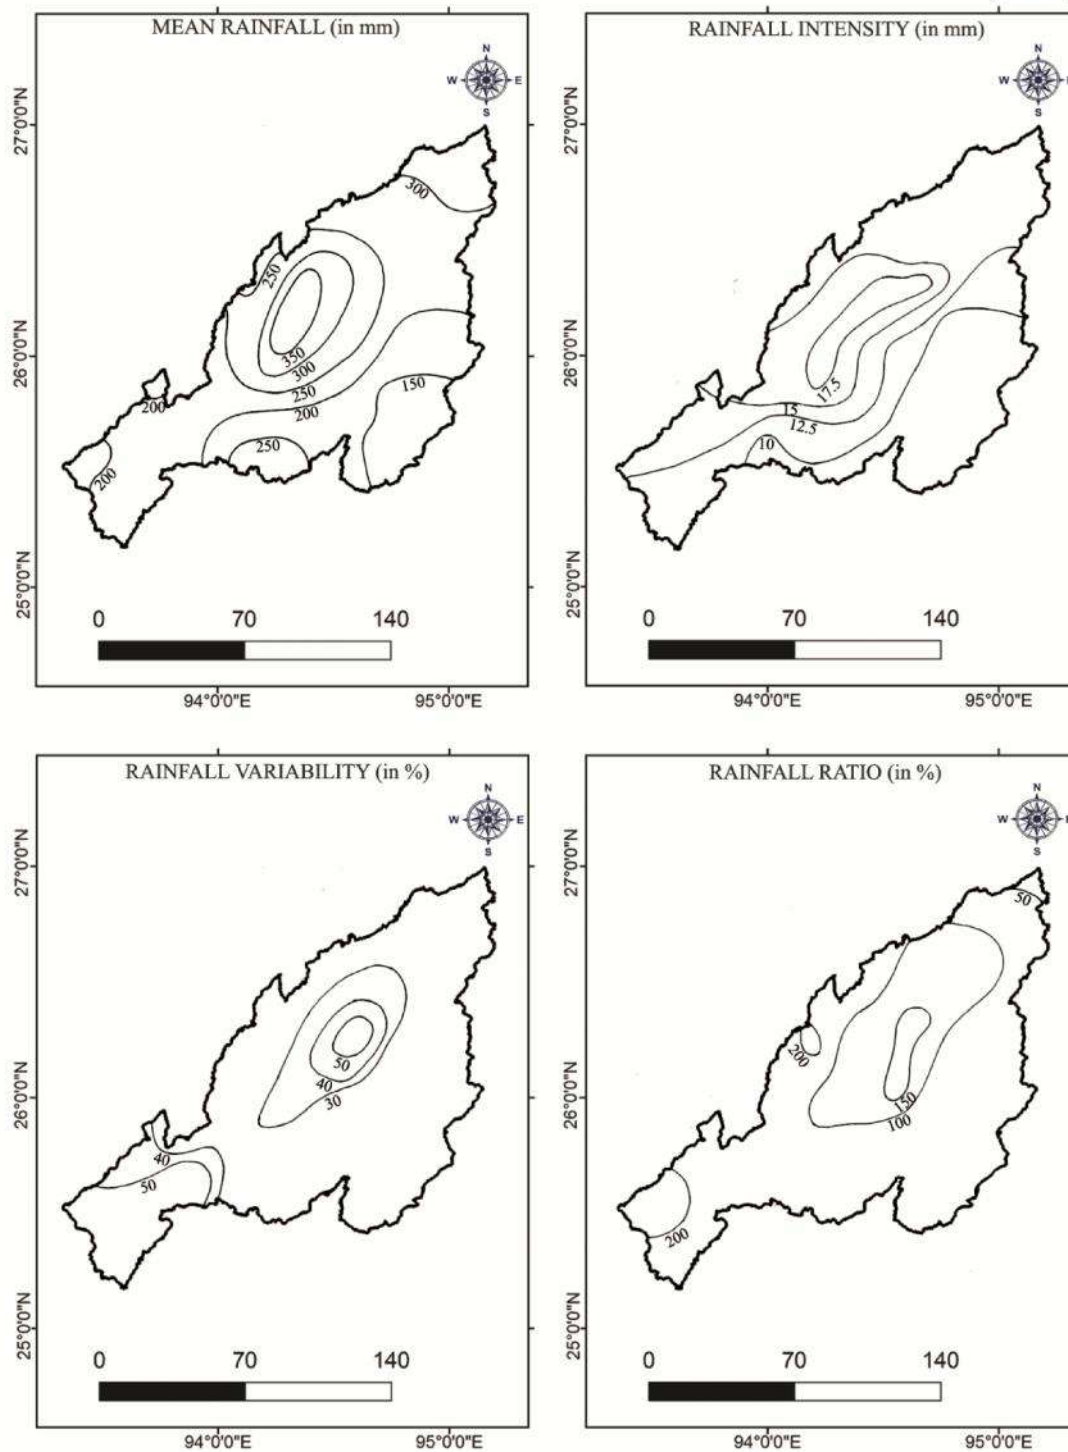 MEAN RAINFALL (in mm)
N
W E
S
27°0'0"N
26°0'0"N
25°0'0"N
300
250
350
300
250
200
150
200
250
200
0 70 140
94°0'0"E 95°0'0"E
RAINFALL INTENSITY (in mm)
N
W
S
27°0'0"N
26°0'0"N
25°0'0"N
17.5
15
12.5
10
0 70 140
94°0'0"E 95°0'0"E
RAINFALL VARIABILITY (in %)
N
W E
S
27°0'0"N
26°0'0"N
25°0'0"N
50
40
30
40
50
0 70 140
94°0'0"E 95°0'0"E
RAINFALL RATIO (in %)
N
W
S
27°0'0"N
26°0'0"N
25°0'0"N
50
200
150
100
200
0 70 140
94°0'0"E 95°0'0"E